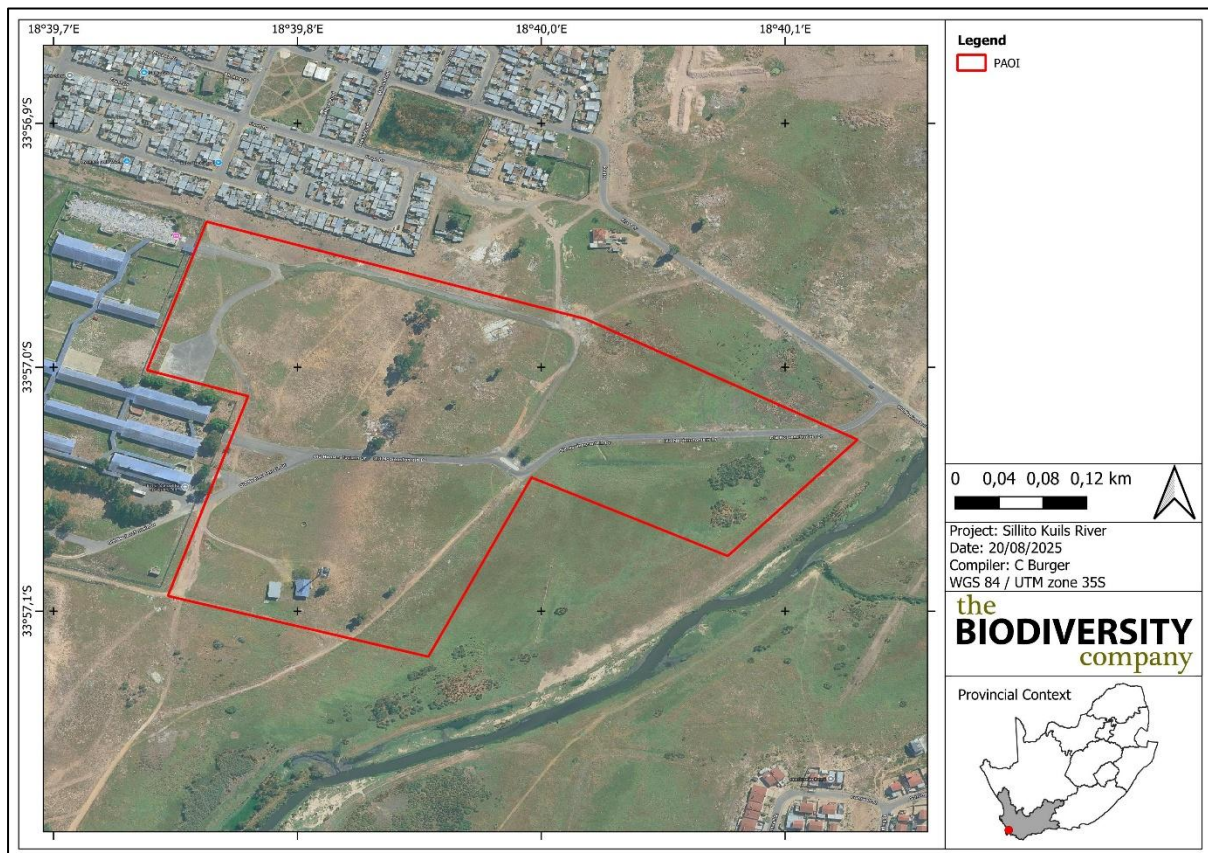 18°39,7'E
18°39,8'E
18°40,0'E
18°40,1'E
33°56,9'S
33°57,0'S
33°57,1'S
Legend
PAOI
0 0,04 0,08 0,12 km
Project: Sillito Kuils River
Date: 20/08/2025
Compiler: C Burger
WGS 84 / UTM zone 35S
the
BIODIVERSITY
company
Provincial Context